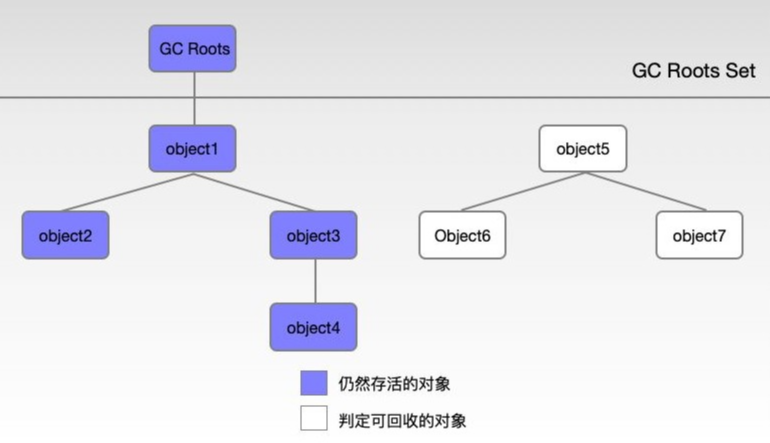 GC Roots
GC Roots Set
object1
object5
object2
object3
Object6
object7
object4
仍然存活的对象
判定可回收的对象